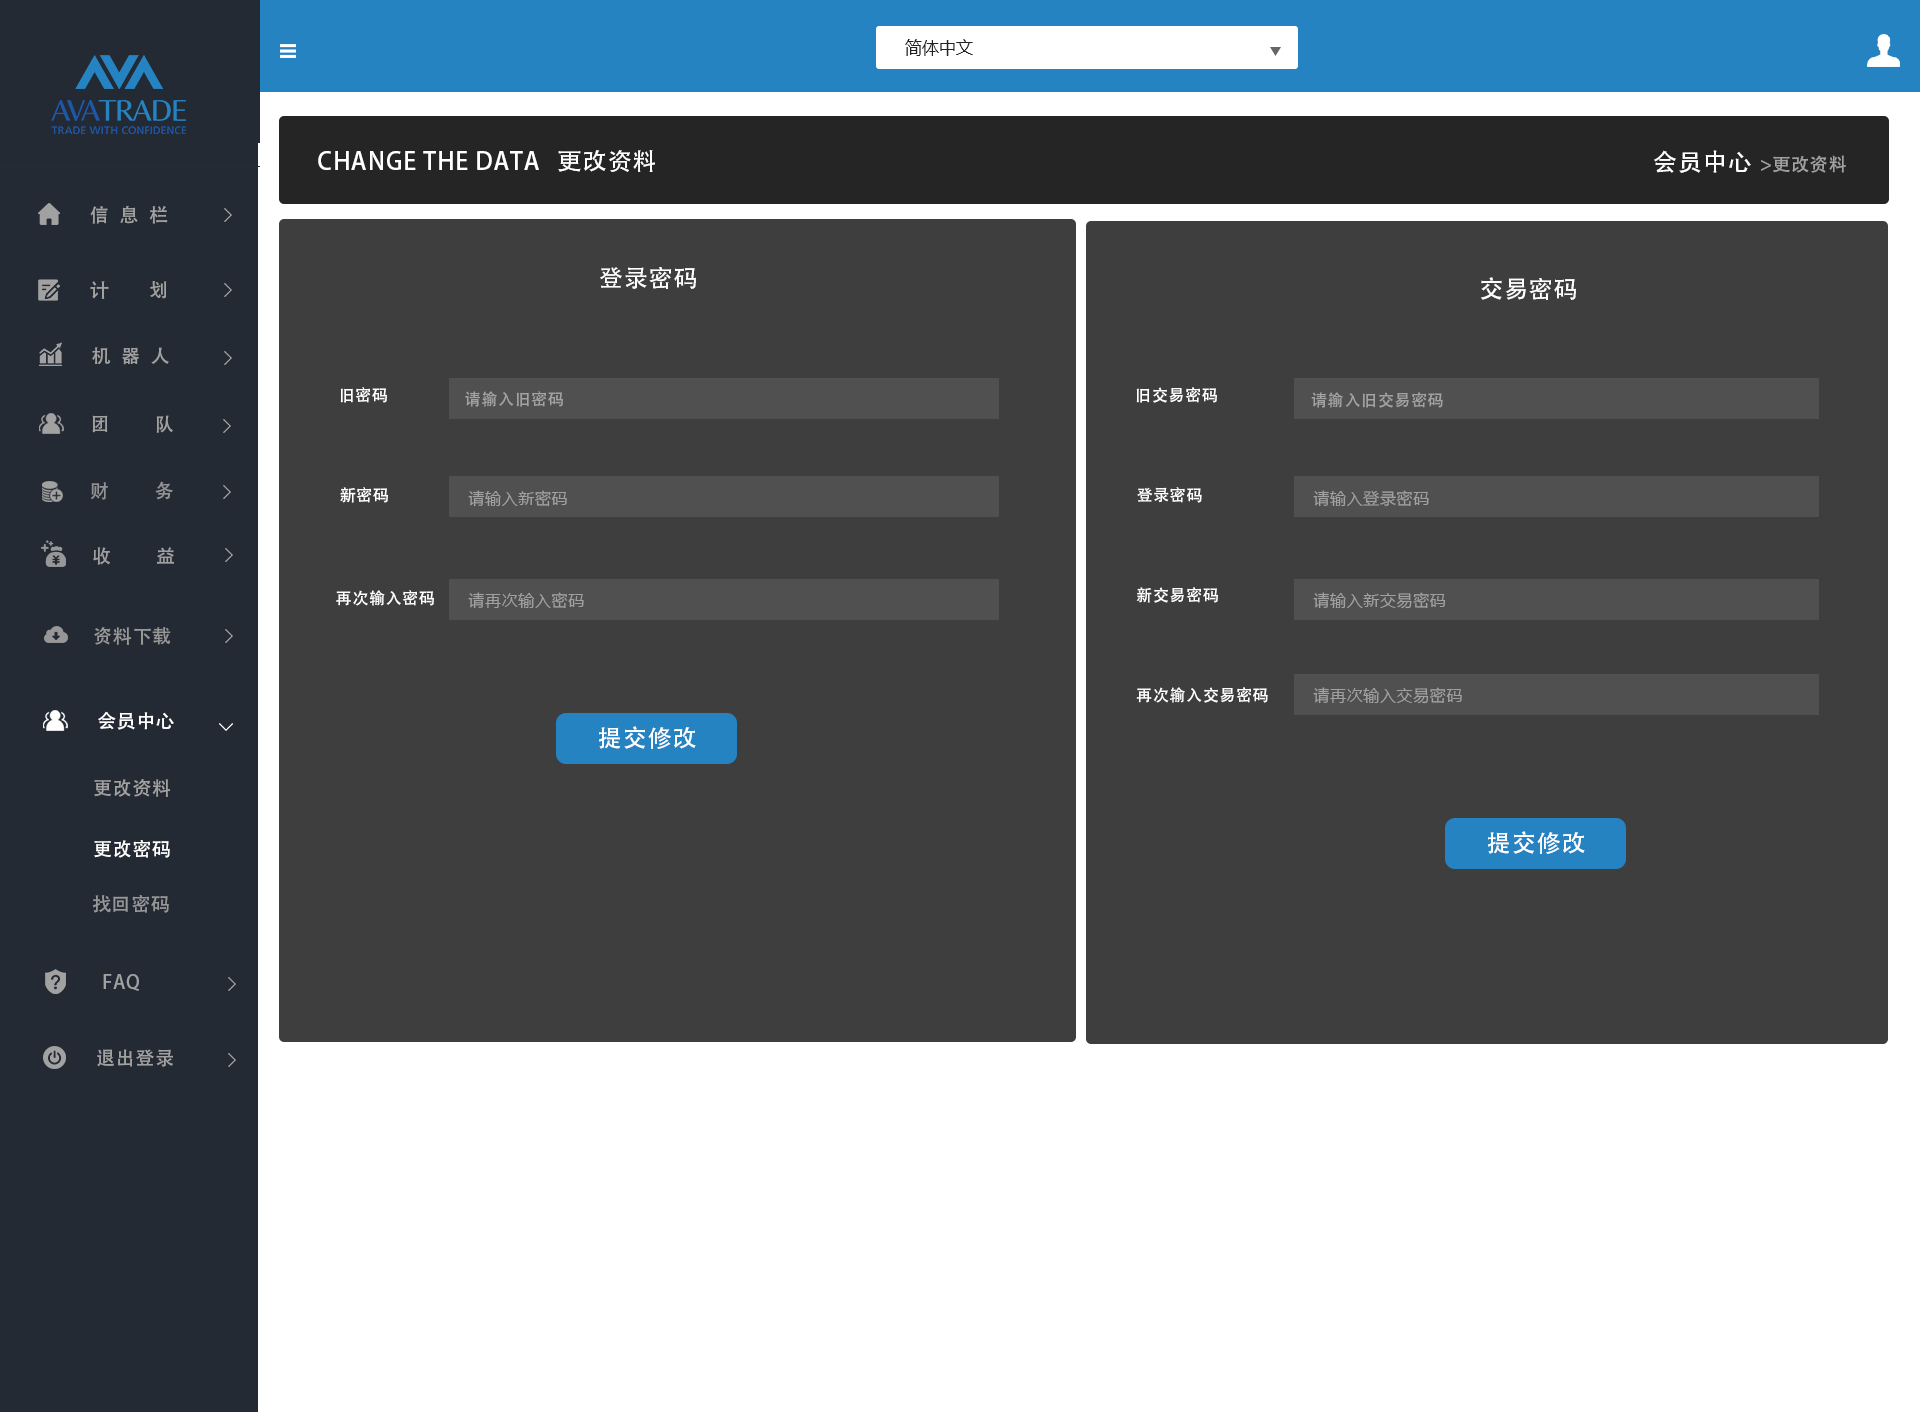 AVATRADE
TRADE WITH CONFIDENCE
简体中文
CHANGE THE DATA 更改资料
会员中心 >更改资料
信 息 栏
计 划
机 器 人
团 队
财 务
收 益
资料下载
会员中心
更改资料
更改密码
找回密码
FAQ
退出登录
登录密码
旧密码 请输入旧密码
新密码 请输入新密码
再次输入密码 请再次输入密码
提交修改
交易密码
旧交易密码 请输入旧交易密码
登录密码 请输入登录密码
新交易密码 请输入新交易密码
再次输入交易密码 请再次输入交易密码
提交修改